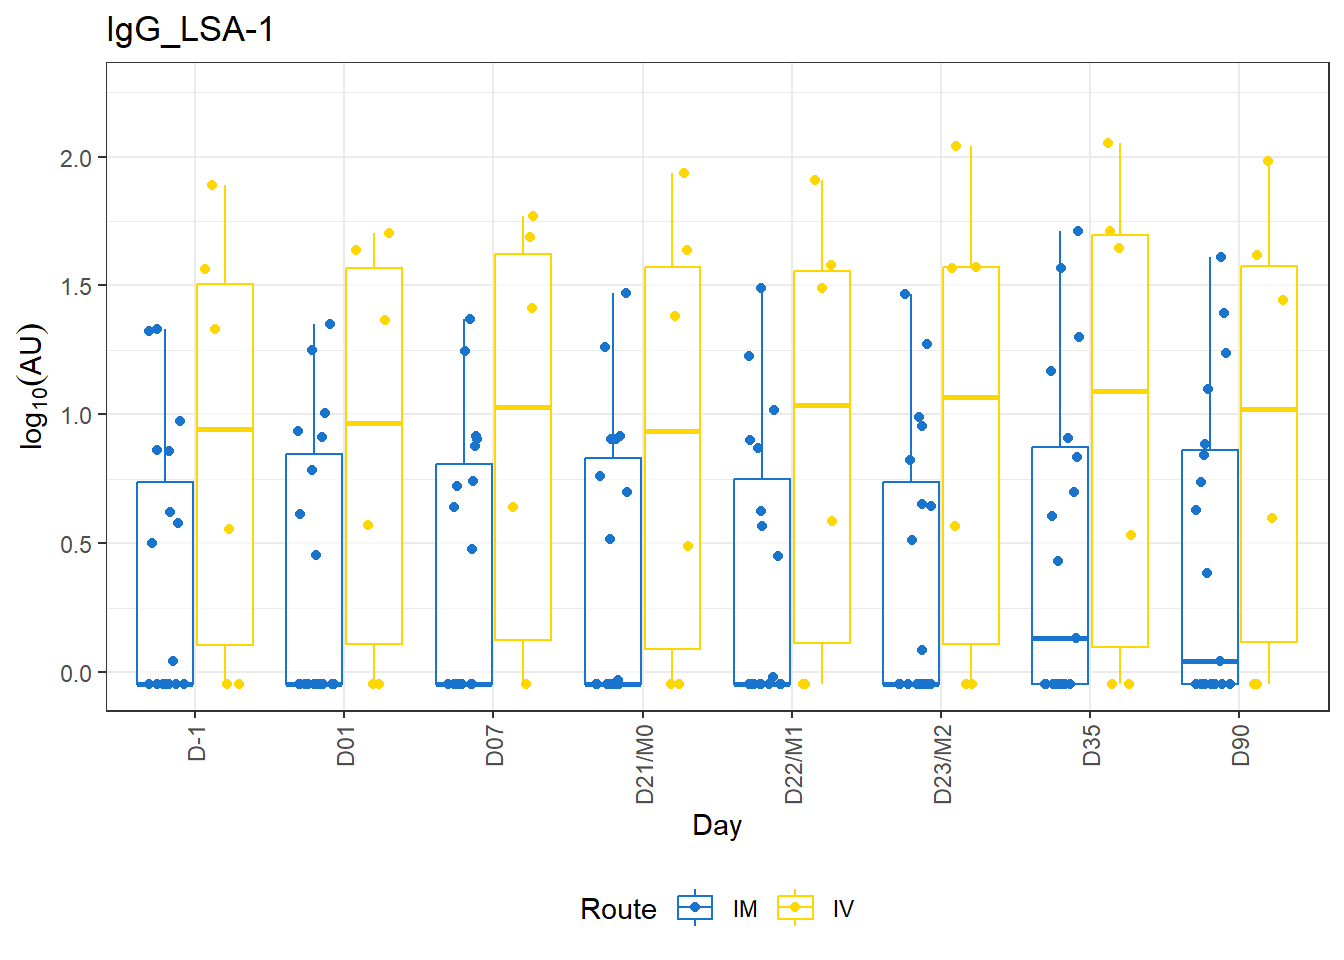 IgG_LSA-1
log10(AU)
2.0
1.5
1.0
0.5
0.0
D-1
D01
D07
D21/M0
D22/M1
D23/M2
D35
D90
Day
Route IM IV